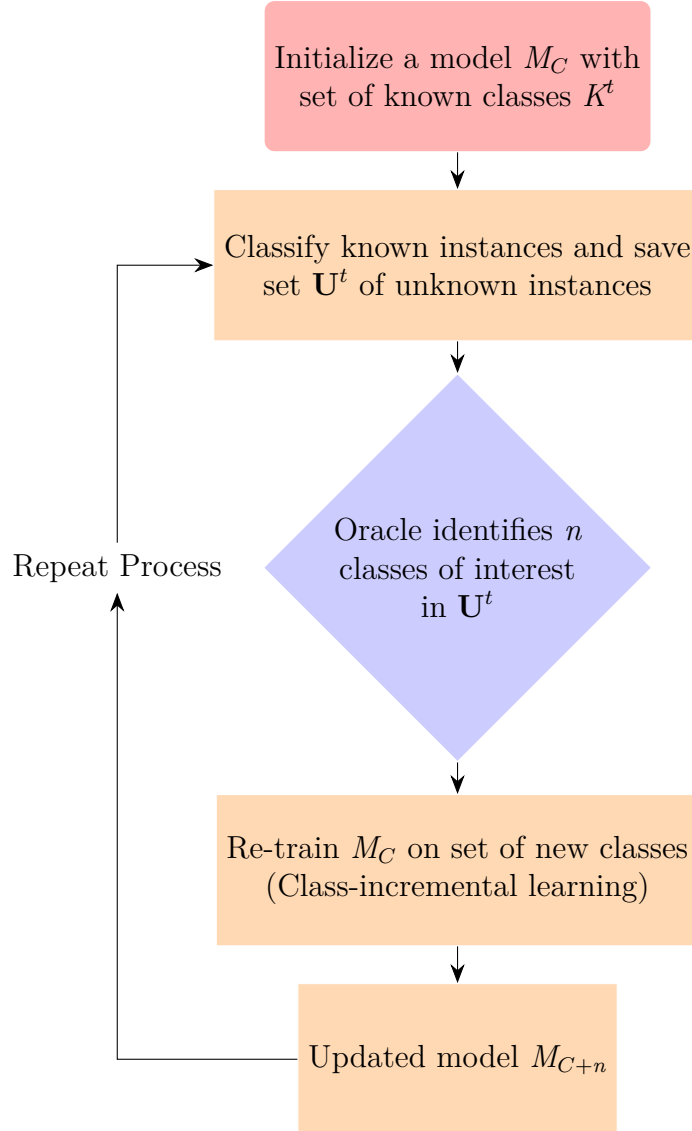 Initialize a model M_C with
set of known classes K^t
Classify known instances and save
set U^t of unknown instances
Oracle identifies n
classes of interest
in U^t
Repeat Process
Re-train M_C on set of new classes
(Class-incremental learning)
Updated model M_{C+n}